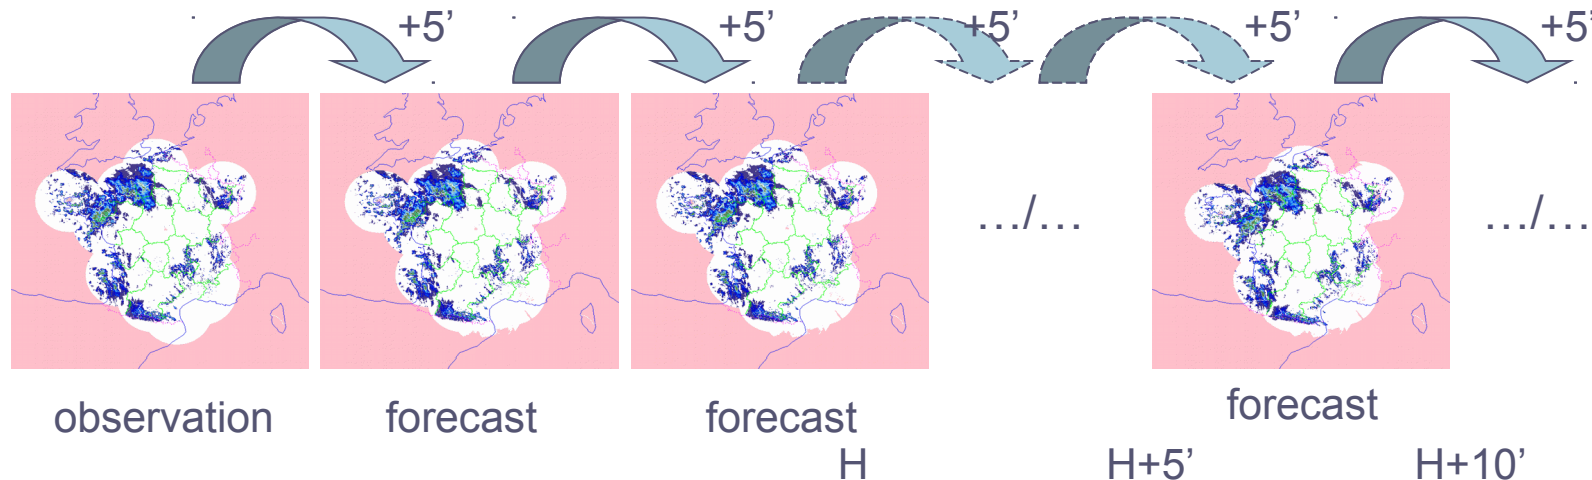 +5’ +5’ +5’ +5’ +5’
…/… …/…
observation forecast forecast forecast
H H+5’ H+10’